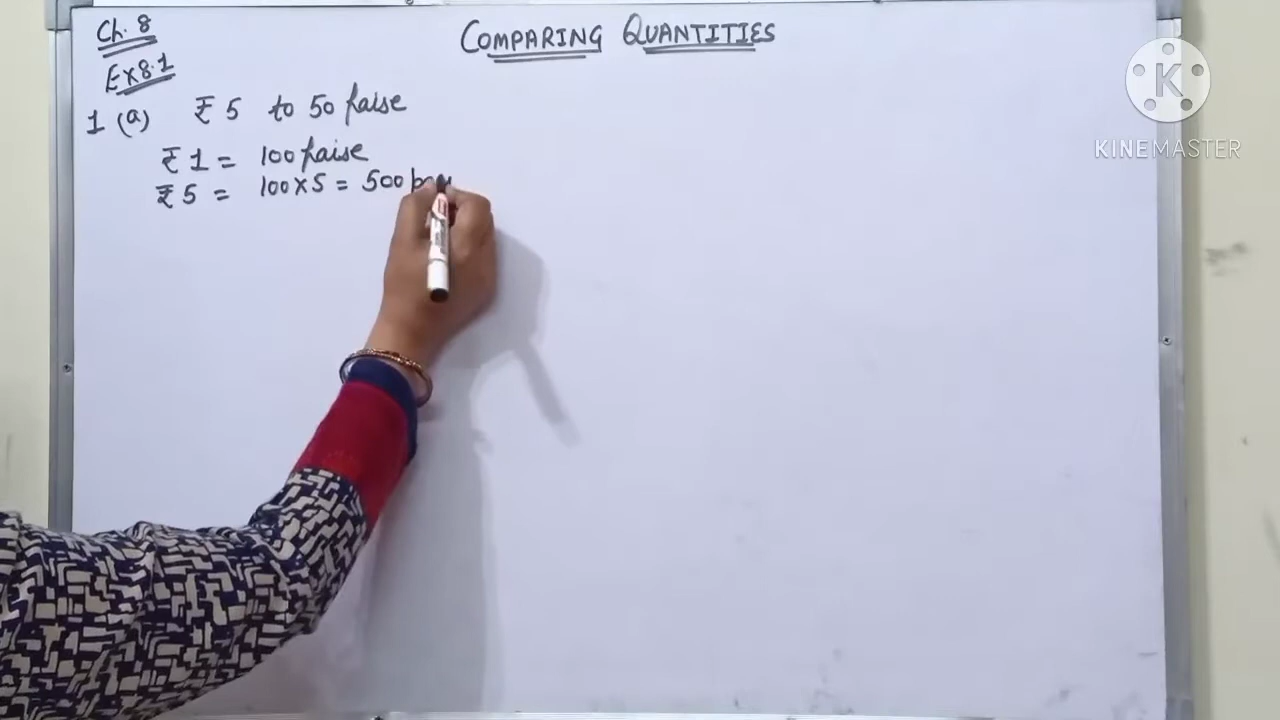 Ch. 8
COMPARING QUANTITIES
Ex 8.1
1 (a) ₹ 5 to 50 Paise
₹ 1 = 100 Paise
₹ 5 = 100 × 5 = 500
K
KINEMASTER